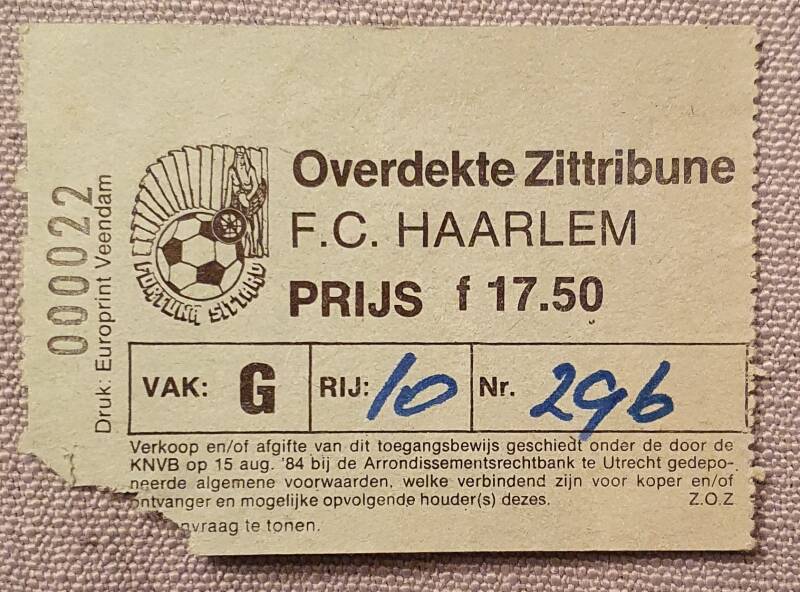 000022
Druk: Europrint Veendam
FORTUNA SITTARD
Overdekte Zittribune
F.C. HAARLEM
PRIJS f 17.50
VAK: G RIJ: 10 Nr. 296
Verkoop en/of afgifte van dit toegangsbewijs geschiedt onder de door de
KNVB op 15 aug. '84 bij de Arrondissementsrechtbank te Utrecht gedepo-
neerde algemene voorwaarden, welke verbindend zijn voor koper en/of
ontvanger en mogelijke opvolgende houder(s) dezes. Z.O.Z
te tonen.